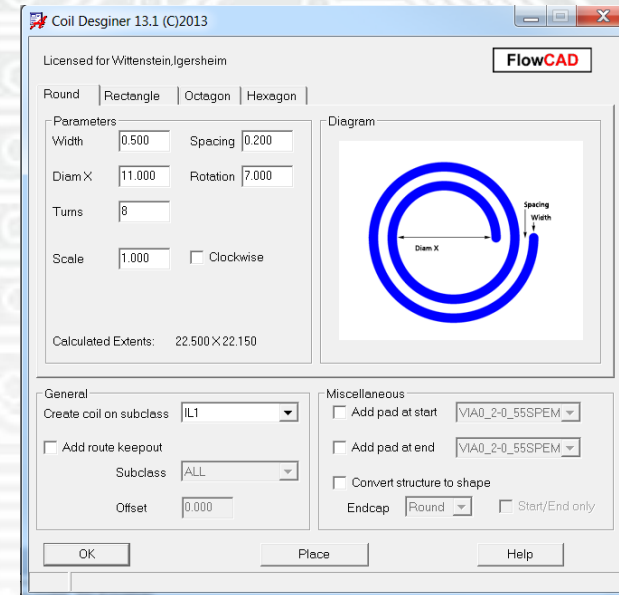 Coil Desginer 13.1 (C)2013
Licensed for Wittenstein,Igersheim
FlowCAD
Round Rectangle Octagon Hexagon
Parameters
Width 0.500 Spacing 0.200
Diam X 11.000 Rotation 7.000
Turns 8
Scale 1.000 Clockwise
Calculated Extents: 22.500 X 22.150
Diagram
Spacing
Width
Diam X
General
Create coil on subclass IL1
Add route keepout
Subclass ALL
Offset 0.000
Miscellaneous
Add pad at start VIA0_2-0_55SPEM
Add pad at end VIA0_2-0_55SPEM
Convert structure to shape
Endcap Round Start/End only
OK Place Help